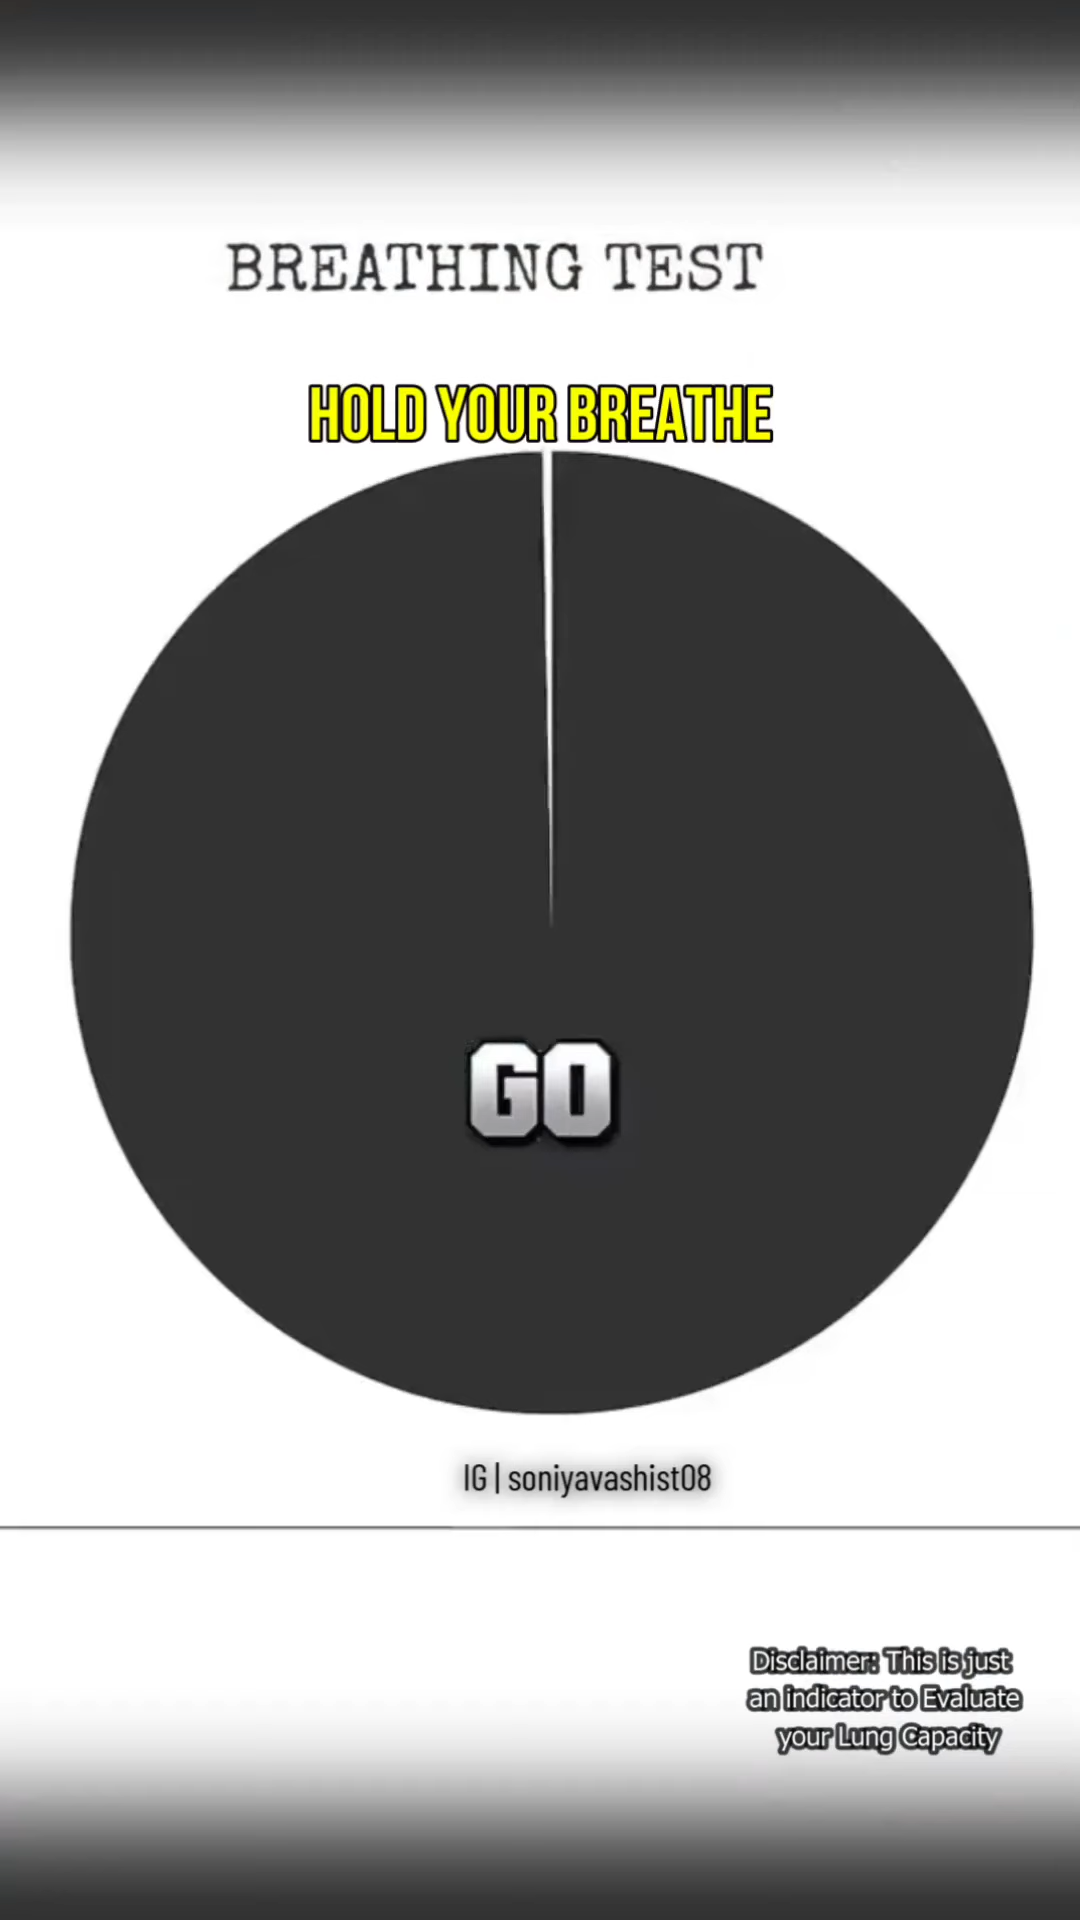 BREATHING TEST
HOLD YOUR BREATHE
GO
IG | soniyavashist08
Disclaimer: This is just
an indicator to Evaluate
your Lung Capacity